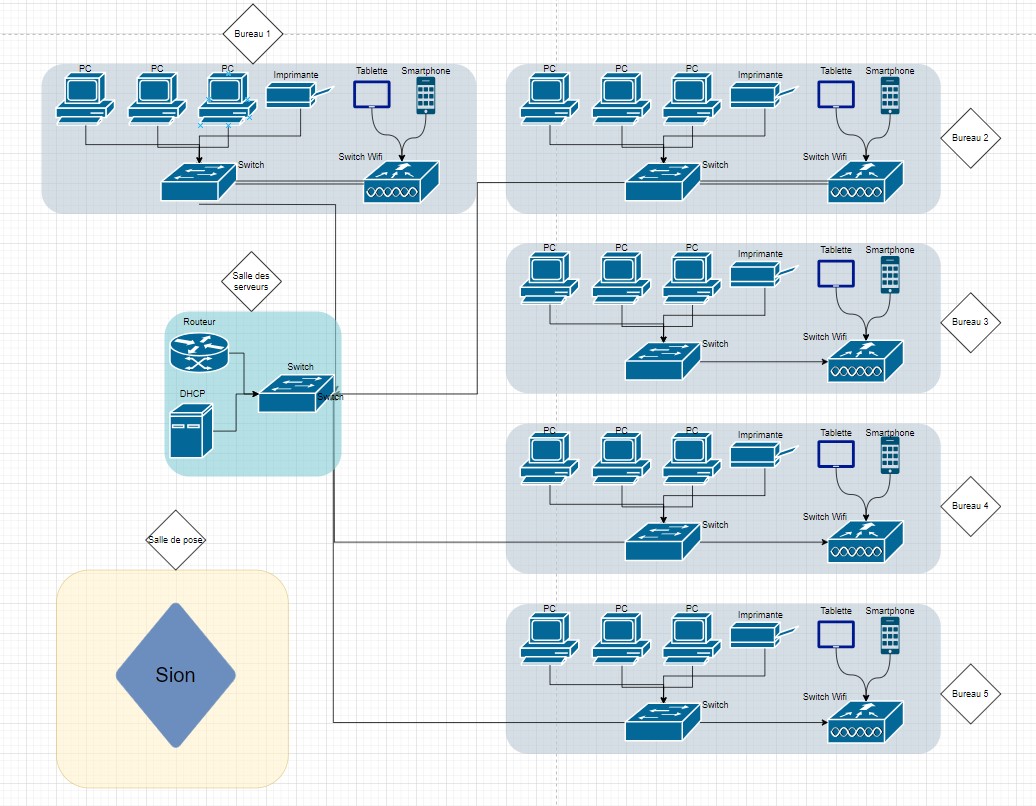 Bureau 1
PC
PC
PC
Imprimante
Tablette
Smartphone
Switch
Switch Wifi
PC
PC
PC
Imprimante
Tablette
Smartphone
Switch
Switch Wifi
Bureau 2
Salle des
serveurs
Routeur
DHCP
Switch
Switch
PC
PC
PC
Imprimante
Tablette
Smartphone
Switch
Switch Wifi
Bureau 3
PC
PC
PC
Imprimante
Tablette
Smartphone
Switch
Switch Wifi
Bureau 4
Salle de pose
Sion
PC
PC
PC
Imprimante
Tablette
Smartphone
Switch
Switch Wifi
Bureau 5